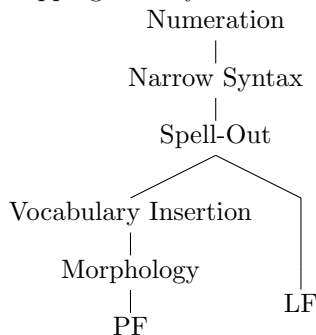 Numeration
Narrow Syntax
Spell-Out
Vocabulary Insertion
Morphology
LF
PF